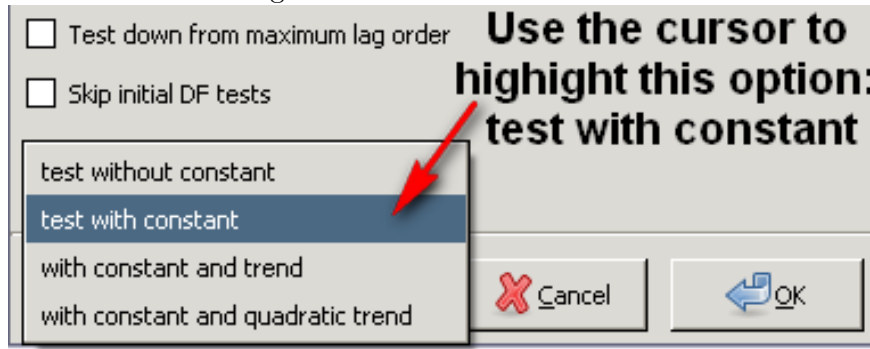 Test down from maximum lag order
Use the cursor to
Skip initial DF tests
highight this option:
test with constant
test without constant
test with constant
with constant and trend
with constant and quadratic trend
Cancel
OK